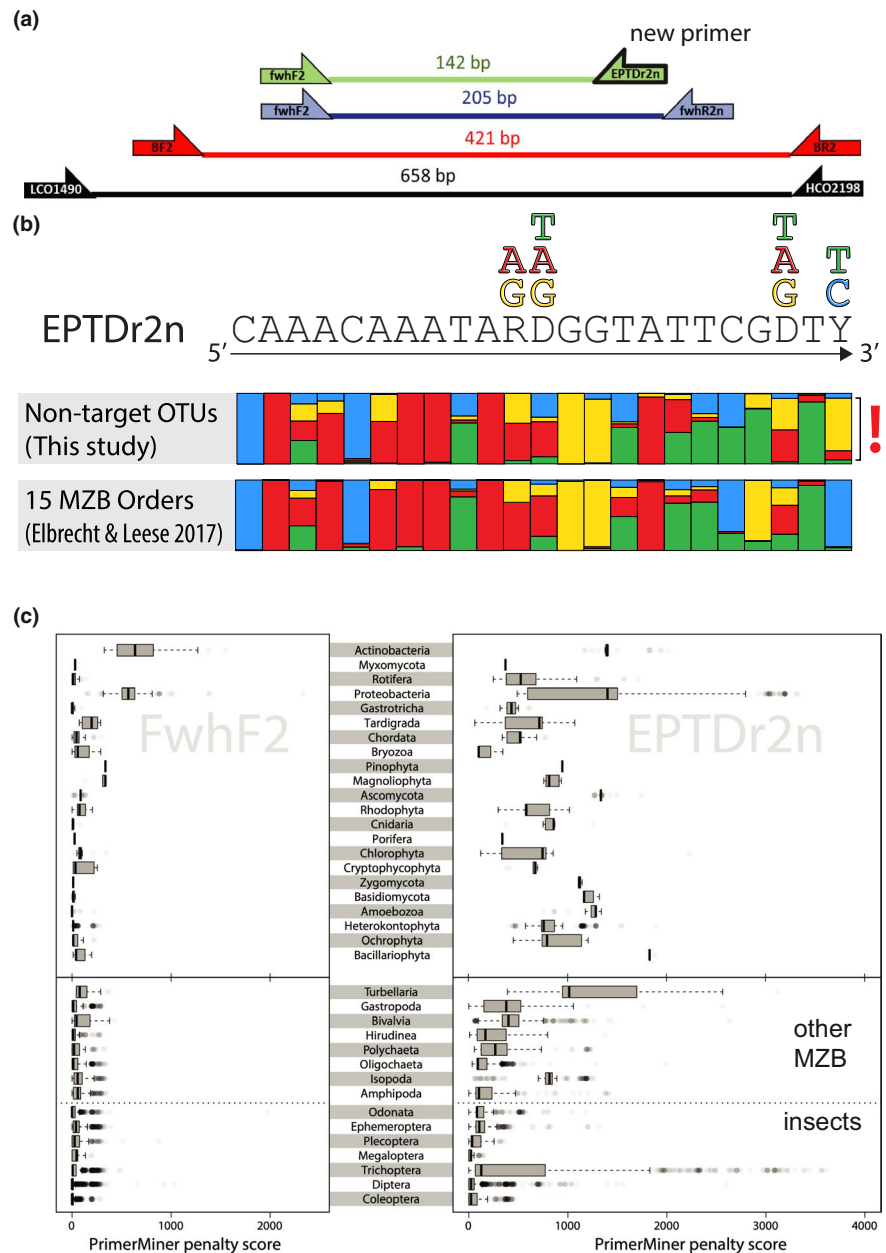 (a)
new primer
142 bp
fwhF2
EPTDr2n
205 bp
fwhF2
fwhR2n
421 bp
BF2
BR2
658 bp
LCO1490
HCO2198
(b)
T T
A A A T
G G G C
EPTDr2n
CAAACAAATARDGGTATTCGDTY
5′ 3′
Non-target OTUs
(This study)
!
15 MZB Orders
(Elbrecht & Leese 2017)
(c)
FwhF2
EPTDr2n
Actinobacteria
Myxomycota
Rotifera
Proteobacteria
Gastrotricha
Tardigrada
Chordata
Bryozoa
Pinophyta
Magnoliophyta
Ascomycota
Rhodophyta
Cnidaria
Porifera
Chlorophyta
Cryptophycophyta
Zygomycota
Basidiomycota
Amoebozoa
Heterokontophyta
Ochrophyta
Bacillariophyta
Turbellaria
Gastropoda
Bivalvia
Hirudinea
Polychaeta
Oligochaeta
Isopoda
Amphipoda
other
MZB
Odonata
Ephemeroptera
Plecoptera
Megaloptera
Trichoptera
Diptera
Coleoptera
insects
0 1000 2000
0 1000 2000 3000 4000
PrimerMiner penalty score
PrimerMiner penalty score